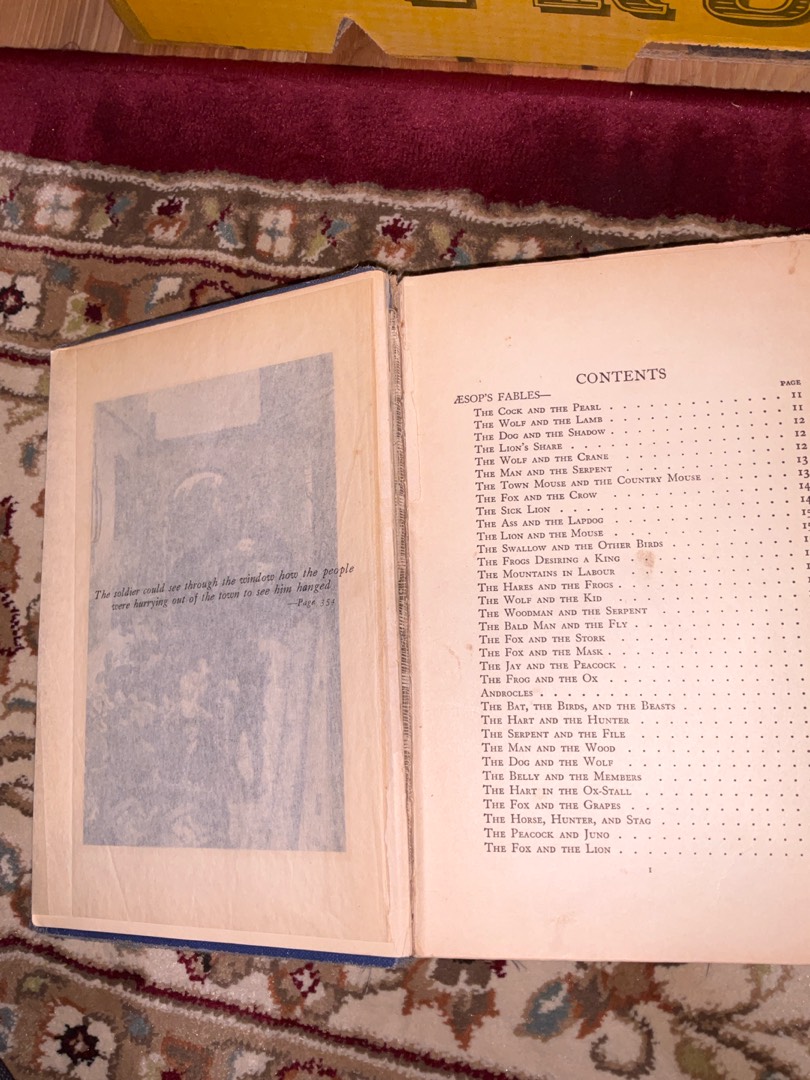 The soldier could see through the window how the people
were hurrying out of the town to see him hanged
—Page 354
CONTENTS
PAGE
ÆSOP'S FABLES— . . . . . . . . 11
The Cock and the Pearl . . . . . . . . 11
The Wolf and the Lamb . . . . . . . . 12
The Dog and the Shadow . . . . . . . . 12
The Lion's Share . . . . . . . . 12
The Wolf and the Crane . . . . . . . . 13
The Man and the Serpent . . . . . . . . 13
The Town Mouse and the Country Mouse . . . . . . 14
The Fox and the Crow . . . . . . . . 14
The Sick Lion . . . . . . . .
The Ass and the Lapdog . . . . . . . .
The Lion and the Mouse . . . . . . . .
The Swallow and the Other Birds . . . . . . . .
The Frogs Desiring a King . . . . . . . .
The Mountains in Labour . . . . . . . .
The Hares and the Frogs . . . . . . . .
The Wolf and the Kid . . . . . . . .
The Woodman and the Serpent . . . . . . . .
The Bald Man and the Fly . . . . . . . .
The Fox and the Stork . . . . . . . .
The Fox and the Mask . . . . . . . .
The Jay and the Peacock . . . . . . . .
The Frog and the Ox . . . . . . . .
Androcles . . . . . . . .
The Bat, the Birds, and the Beasts . . . . . . . .
The Hart and the Hunter . . . . . . . .
The Serpent and the File . . . . . . . .
The Man and the Wood . . . . . . . .
The Dog and the Wolf . . . . . . . .
The Belly and the Members . . . . . . . .
The Hart in the Ox-Stall . . . . . . . .
The Fox and the Grapes . . . . . . . .
The Horse, Hunter, and Stag . . . . . . . .
The Peacock and Juno . . . . . . . .
The Fox and the Lion . . . . . . . .
1